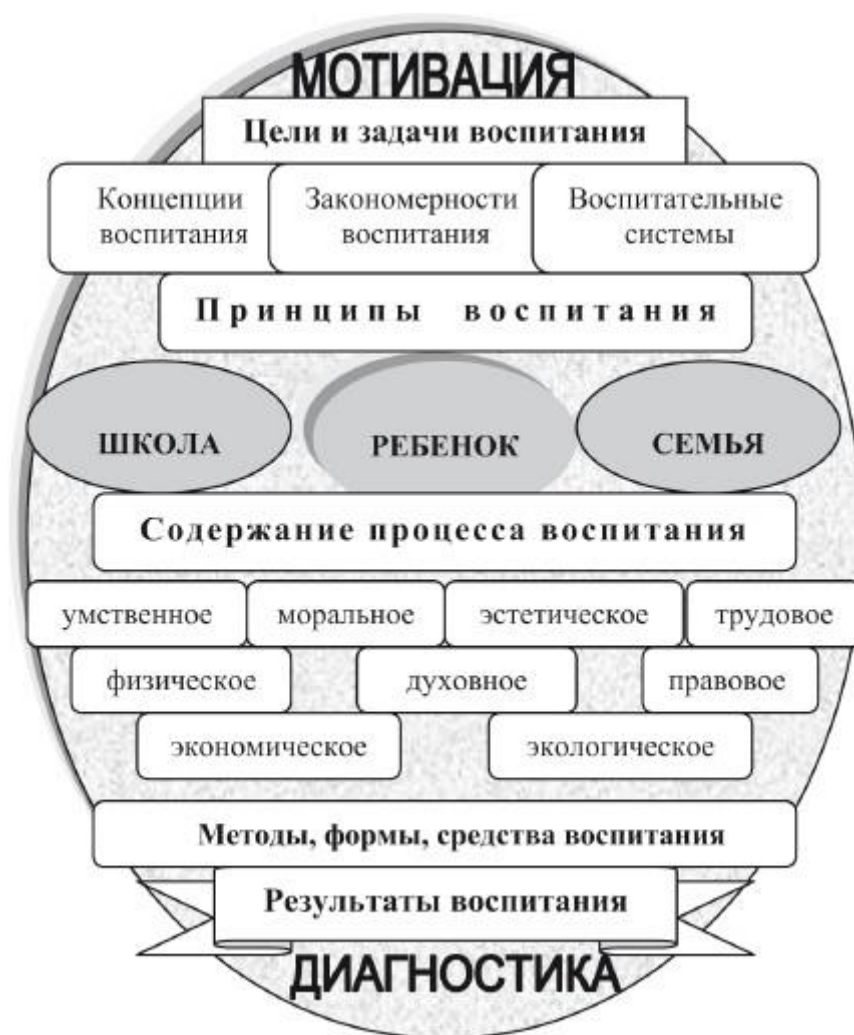 МОТИВАЦИЯ
Цели и задачи воспитания
Концепции
воспитания
Закономерности
воспитания
Воспитательные
системы
Принципы воспитания
ШКОЛА
РЕБЕНОК
СЕМЬЯ
Содержание процесса воспитания
умственное
моральное
эстетическое
трудовое
физическое
духовное
правовое
экономическое
экологическое
Методы, формы, средства воспитания
Результаты воспитания
ДИАГНОСТИКА